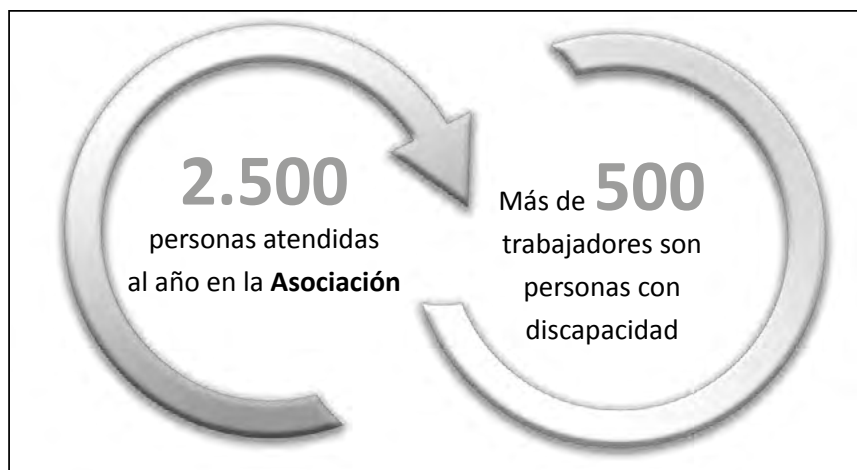 2.500
personas atendidas
al año en la Asociación
Más de 500
trabajadores son
personas con
discapacidad